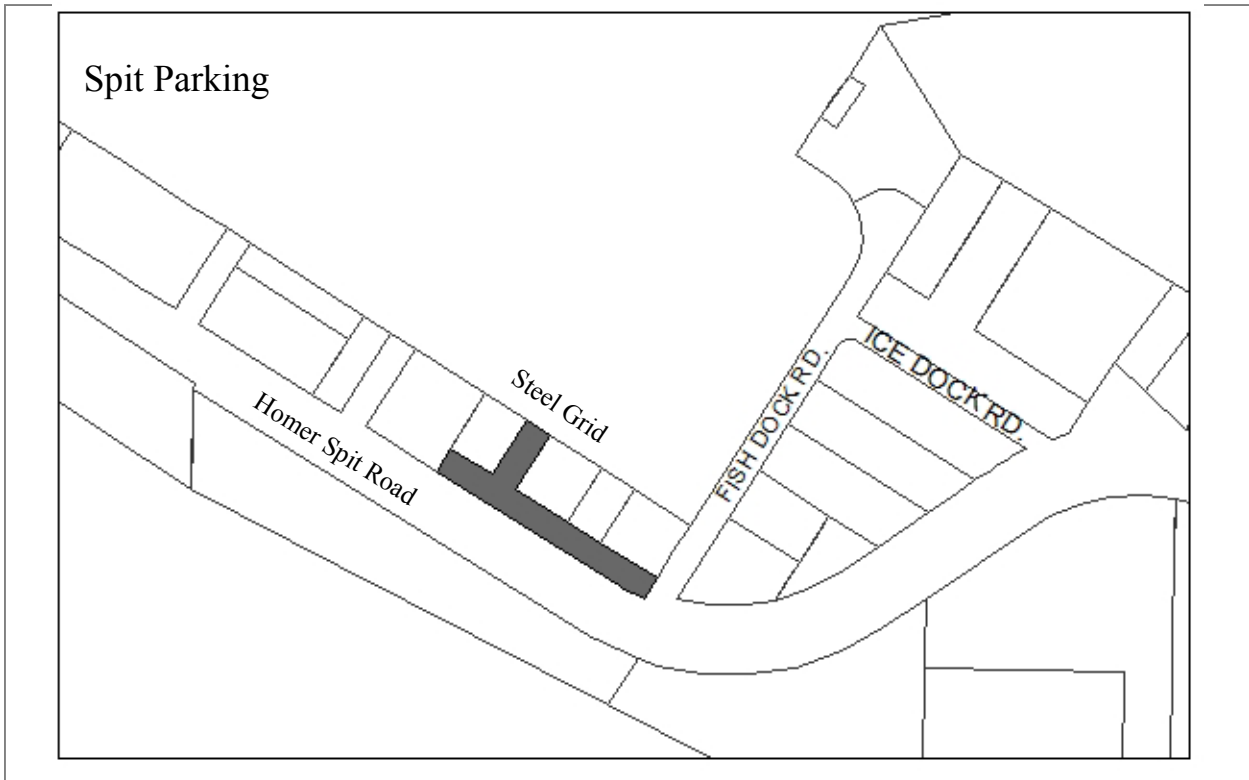 Spit Parking
Steel Grid
Homer Spit Road
FISH DOCK RD.
ICE DOCK RD.